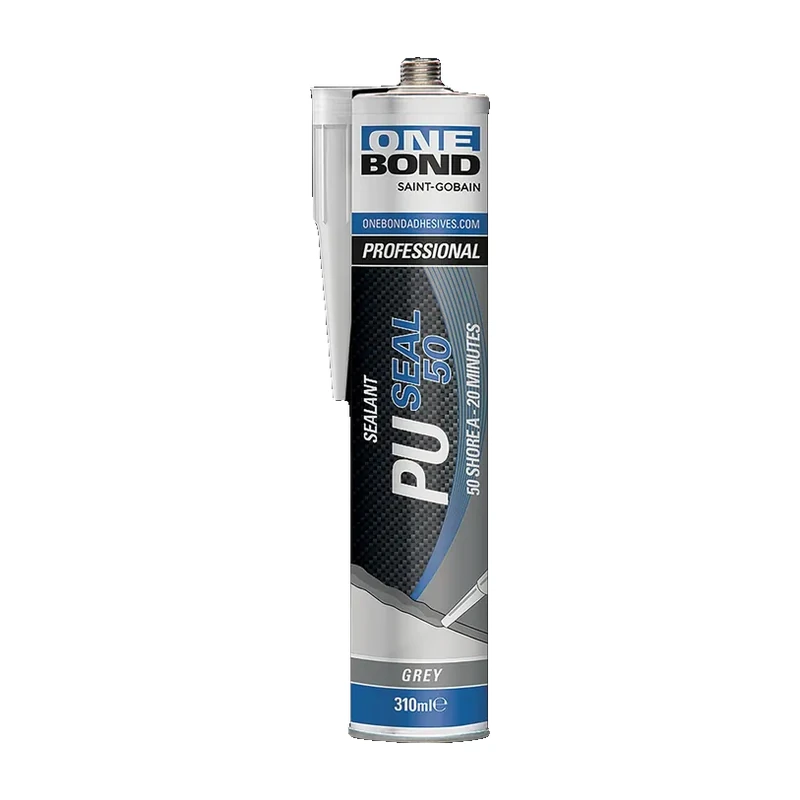 ONE
BOND
SAINT-GOBAIN
ONEBONDADHESIVES.COM
PROFESSIONAL
SEALANT
PU SEAL
50
50 SHORE A - 20 MINUTES
GREY
310ml℮